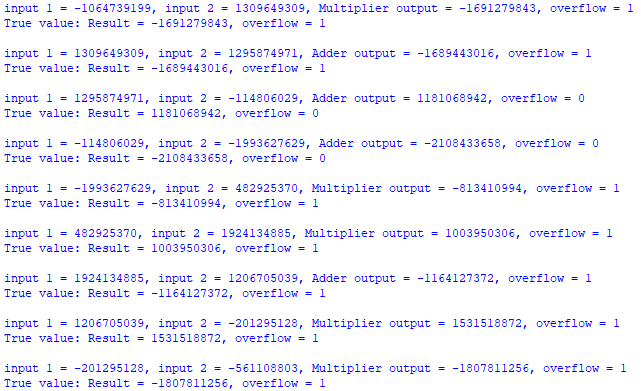 input 1 = -1064739199, input 2 = 1309649309, Multiplier output = -1691279843, overflow = 1
True value: Result = -1691279843, overflow = 1
input 1 = 1309649309, input 2 = 1295874971, Adder output = -1689443016, overflow = 1
True value: Result = -1689443016, overflow = 1
input 1 = 1295874971, input 2 = -114806029, Adder output = 1181068942, overflow = 0
True value: Result = 1181068942, overflow = 0
input 1 = -114806029, input 2 = -1993627629, Adder output = -2108433658, overflow = 0
True value: Result = -2108433658, overflow = 0
input 1 = -1993627629, input 2 = 482925370, Multiplier output = -813410994, overflow = 1
True value: Result = -813410994, overflow = 1
input 1 = 482925370, input 2 = 1924134885, Multiplier output = 1003950306, overflow = 1
True value: Result = 1003950306, overflow = 1
input 1 = 1924134885, input 2 = 1206705039, Adder output = -1164127372, overflow = 1
True value: Result = -1164127372, overflow = 1
input 1 = 1206705039, input 2 = -201295128, Multiplier output = 1531518872, overflow = 1
True value: Result = 1531518872, overflow = 1
input 1 = -201295128, input 2 = -561108803, Multiplier output = -1807811256, overflow = 1
True value: Result = -1807811256, overflow = 1